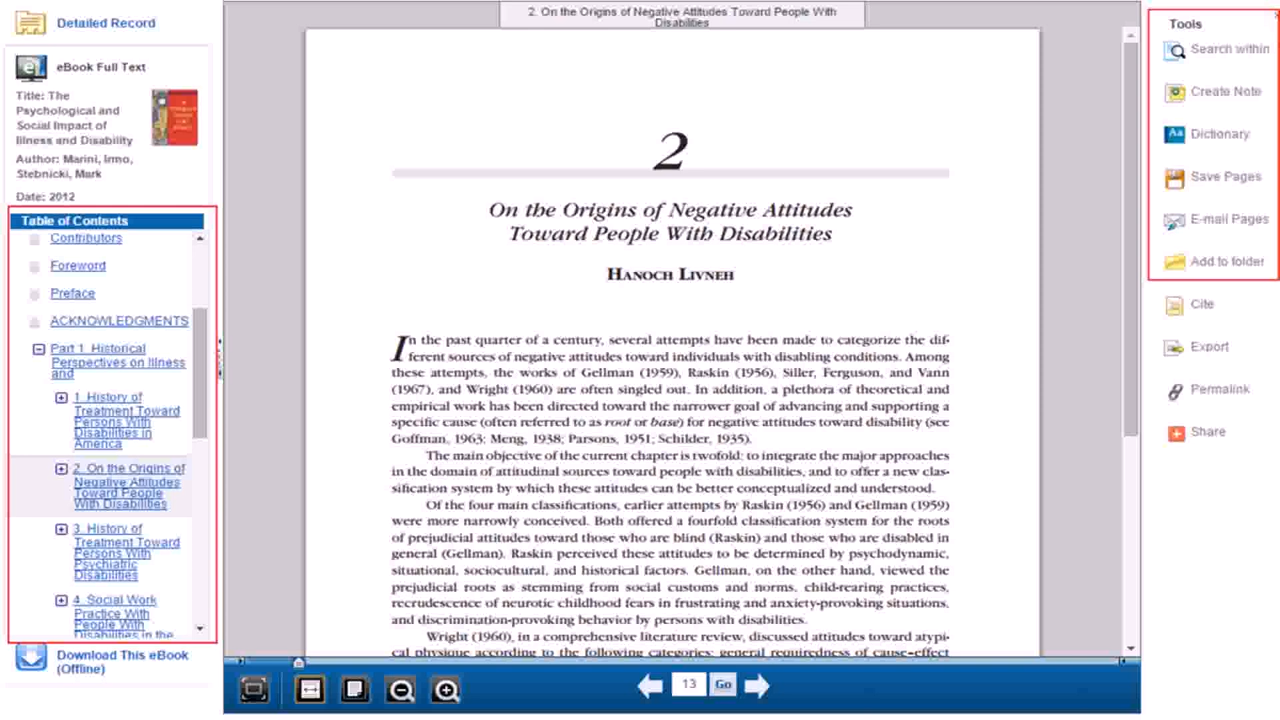 Detailed Record
eBook Full Text
Title: The
Psychological and
Social Impact of
Illness and Disability
Author: Marini, Irmo,
Stebnicki, Mark
Date: 2012
Table of Contents
Contributors
Foreword
Preface
ACKNOWLEDGMENTS
Part 1. Historical
Perspectives on Illness
and
1. History of
Treatment Toward
Persons With
Disabilities in
America
2. On the Origins of
Negative Attitudes
Toward People
With Disabilities
3. History of
Treatment Toward
Persons With
Psychiatric
Disabilities
4. Social Work
Practice With
People With
Disabilities in the
Download This eBook
(Offline)
2. On the Origins of Negative Attitudes Toward People With
Disabilities
2
On the Origins of Negative Attitudes
Toward People With Disabilities
HANOCH LIVNEH
In the past quarter of a century, several attempts have been made to categorize the dif-
ferent sources of negative attitudes toward individuals with disabling conditions. Among
these attempts, the works of Gellman (1959), Raskin (1956), Siller, Ferguson, and Vann
(1967), and Wright (1960) are often singled out. In addition, a plethora of theoretical and
empirical work has been directed toward the narrower goal of advancing and supporting a
specific cause (often referred to as root or base) for negative attitudes toward disability (see
Goffman, 1963; Meng, 1938; Parsons, 1951; Schilder, 1935).
The main objective of the current chapter is twofold: to integrate the major approaches
in the domain of attitudinal sources toward people with disabilities, and to offer a new clas-
sification system by which these attitudes can be better conceptualized and understood.
Of the four main classifications, earlier attempts by Raskin (1956) and Gellman (1959)
were more narrowly conceived. Both offered a fourfold classification system for the roots
of prejudicial attitudes toward those who are blind (Raskin) and those who are disabled in
general (Gellman). Raskin perceived these attitudes to be determined by psychodynamic,
situational, sociocultural, and historical factors. Gellman, on the other hand, viewed the
prejudicial roots as stemming from social customs and norms, child-rearing practices,
recrudescence of neurotic childhood fears in frustrating and anxiety-provoking situations,
and discrimination-provoking behavior by persons with disabilities.
Wright (1960), in a comprehensive literature review, discussed attitudes toward atypi-
cal physique according to the following categories: general requiredness of cause-effect
13
Go
Tools
Search within
Create Note
Aa
Dictionary
Save Pages
E-mail Pages
Add to folder
Cite
Export
Permalink
Share